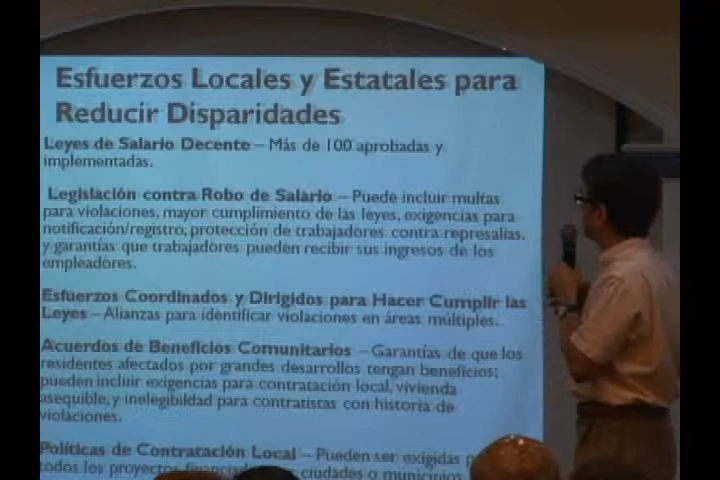 Esfuerzos Locales y Estatales para
Reducir Disparidades
Leyes de Salario Decente – Más de 100 aprobadas y
implementadas.
Legislación contra Robo de Salario – Puede incluir multas
para violaciones, mayor cumplimiento de las leyes, exigencias para
notificación/registro, protección de trabajadores contra represalias,
y garantías que trabajadores pueden recibir sus ingresos de los
empleadores.
Esfuerzos Coordinados y Dirigidos para Hacer Cumplir las
Leyes – Alianzas para identificar violaciones en áreas múltiples.
Acuerdos de Beneficios Comunitarios – Garantías de que los
residentes afectados por grandes desarrollos tengan beneficios;
pueden incluir exigencias para contratación local, vivienda
asequible, y inelegibildad para contratistas con historia de
violaciones.
Políticas de Contratación Local – Pueden ser exigidas
todos los proyectos ciudades o municipios